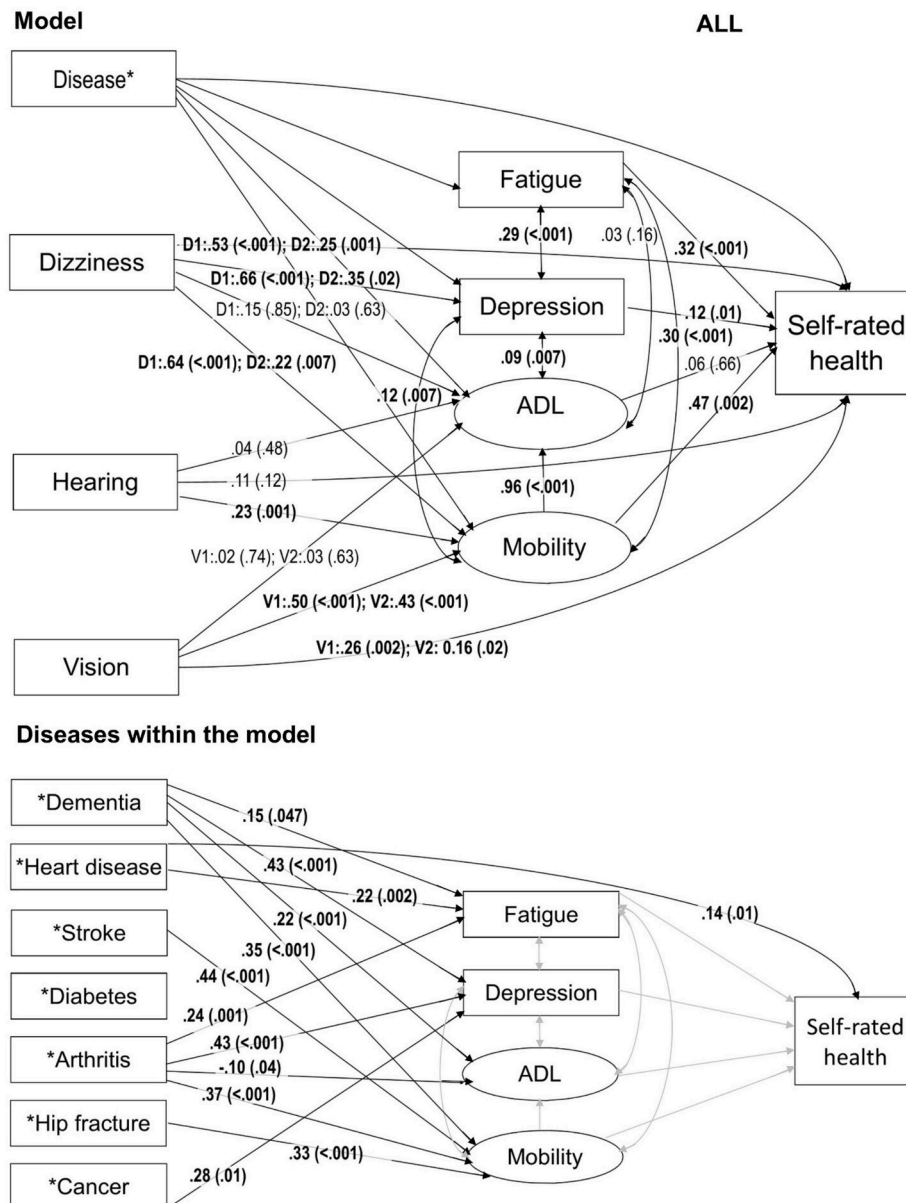 Model
ALL
Disease*
Fatigue
.29 (<.001)
.03 (.16)
.32 (<.001)
Dizziness
D1:.53 (<.001); D2:.25 (.001)
D1:.66 (<.001); D2:.35 (.02)
D1:.15 (.85); D2:.03 (.63)
D1:.64 (<.001); D2:.22 (.007)
Depression
.12 (.01)
.30 (<.001)
Self-rated
health
.09 (.007)
.06 (.66)
.12 (.007)
ADL
.47 (.002)
Hearing
.04 (.48)
.11 (.12)
.23 (.001)
.96 (<.001)
Mobility
V1:.02 (.74); V2:.03 (.63)
V1:.50 (<.001); V2:.43 (<.001)
Vision
V1:.26 (.002); V2: 0.16 (.02)
Diseases within the model
*Dementia
.15 (.047)
.43 (<.001)
*Heart disease
.22 (.002)
.22 (<.001)
.14 (.01)
Fatigue
*Stroke
.35 (<.001)
.44 (<.001)
*Diabetes
Depression
.24 (.001)
Self-rated
health
*Arthritis
.43 (<.001)
-.10 (.04)
ADL
.37 (<.001)
*Hip fracture
.33 (<.001)
Mobility
*Cancer
.28 (.01)